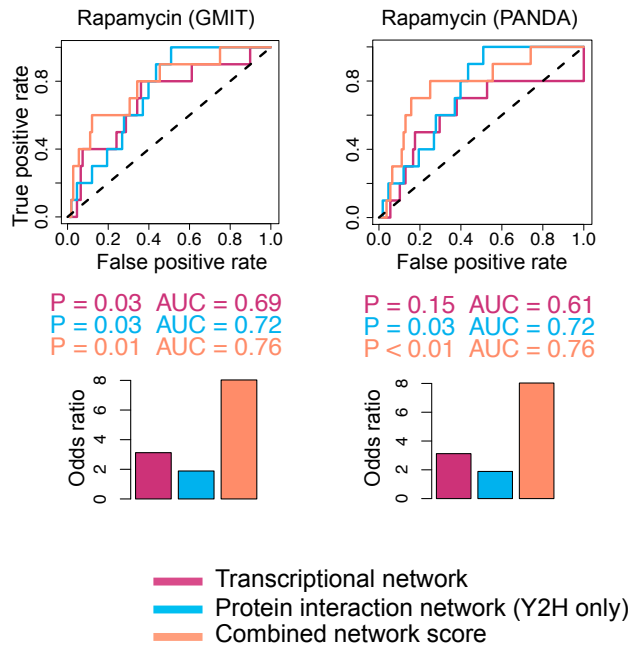 Rapamycin (GMIT)
True positive rate
0.0 0.4 0.8
0.0 0.2 0.4 0.6 0.8 1.0
False positive rate
P = 0.03 AUC = 0.69
P = 0.03 AUC = 0.72
P = 0.01 AUC = 0.76
Odds ratio
0 2 4 6 8
Rapamycin (PANDA)
0.0 0.4 0.8
0.0 0.2 0.4 0.6 0.8 1.0
False positive rate
P = 0.15 AUC = 0.61
P = 0.03 AUC = 0.72
P < 0.01 AUC = 0.76
Odds ratio
0 2 4 6 8
Transcriptional network
Protein interaction network (Y2H only)
Combined network score